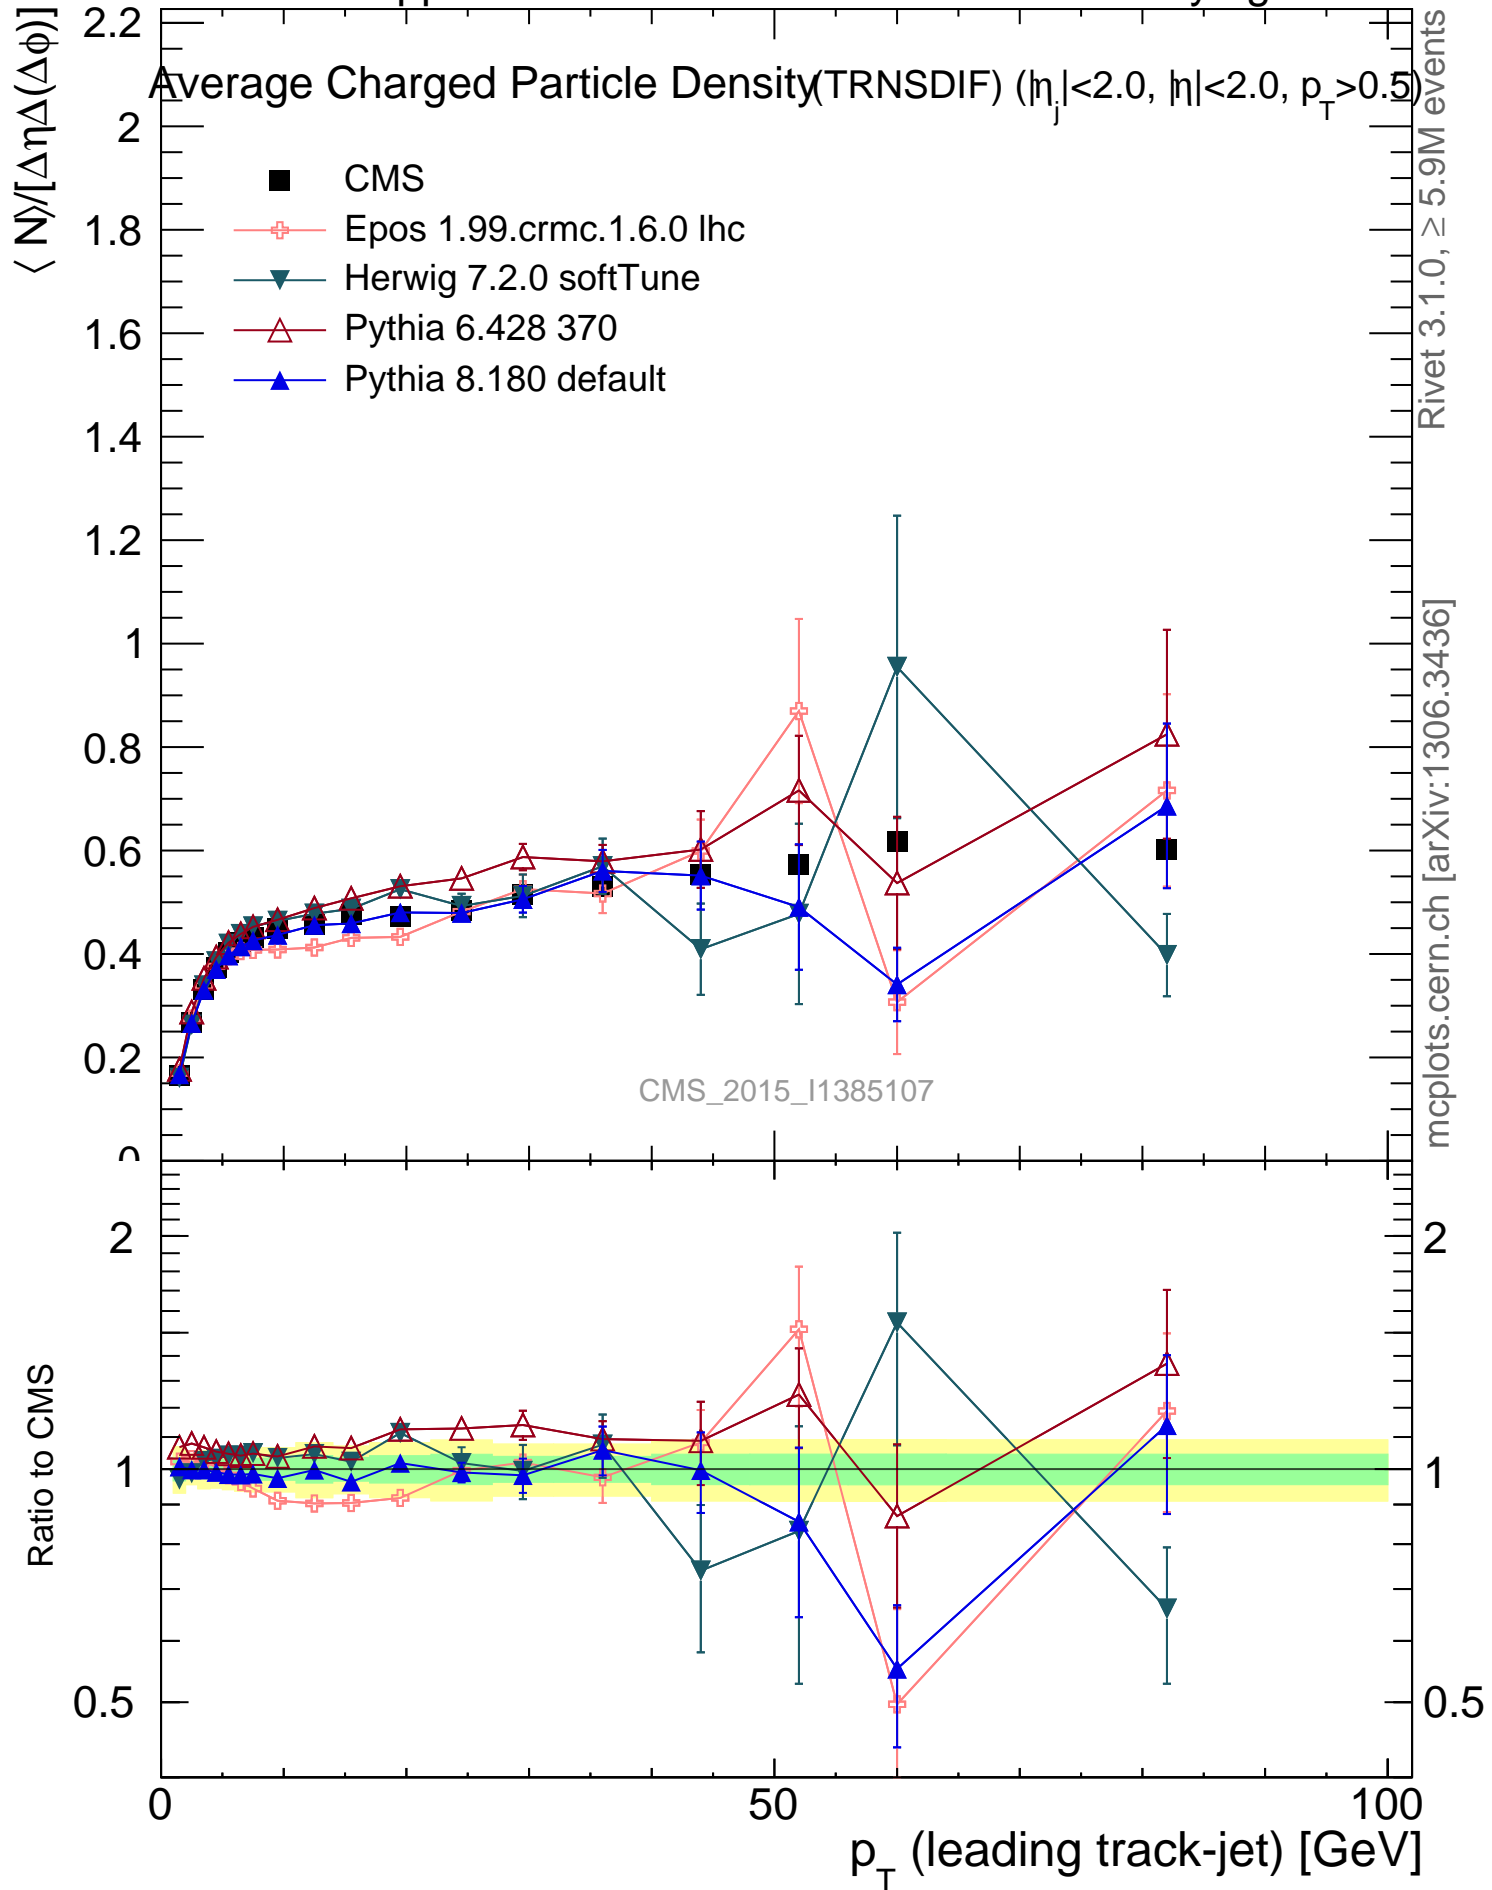 pp
Average Charged Particle Density (TRNSDIF) (|η_j|<2.0, |η|<2.0, p_T>0.5)
⟨ N⟩/[ΔηΔ(Δϕ)]
2.2
2
1.8
1.6
1.4
1.2
1
0.8
0.6
0.4
0.2
0
CMS
Epos 1.99.crmc.1.6.0 lhc
Herwig 7.2.0 softTune
Pythia 6.428 370
Pythia 8.180 default
CMS_2015_I1385107
Rivet 3.1.0, ≥ 5.9M events
mcplots.cern.ch [arXiv:1306.3436]
Ratio to CMS
2
1
0.5
2
1
0.5
0
50
100
p_T (leading track-jet) [GeV]